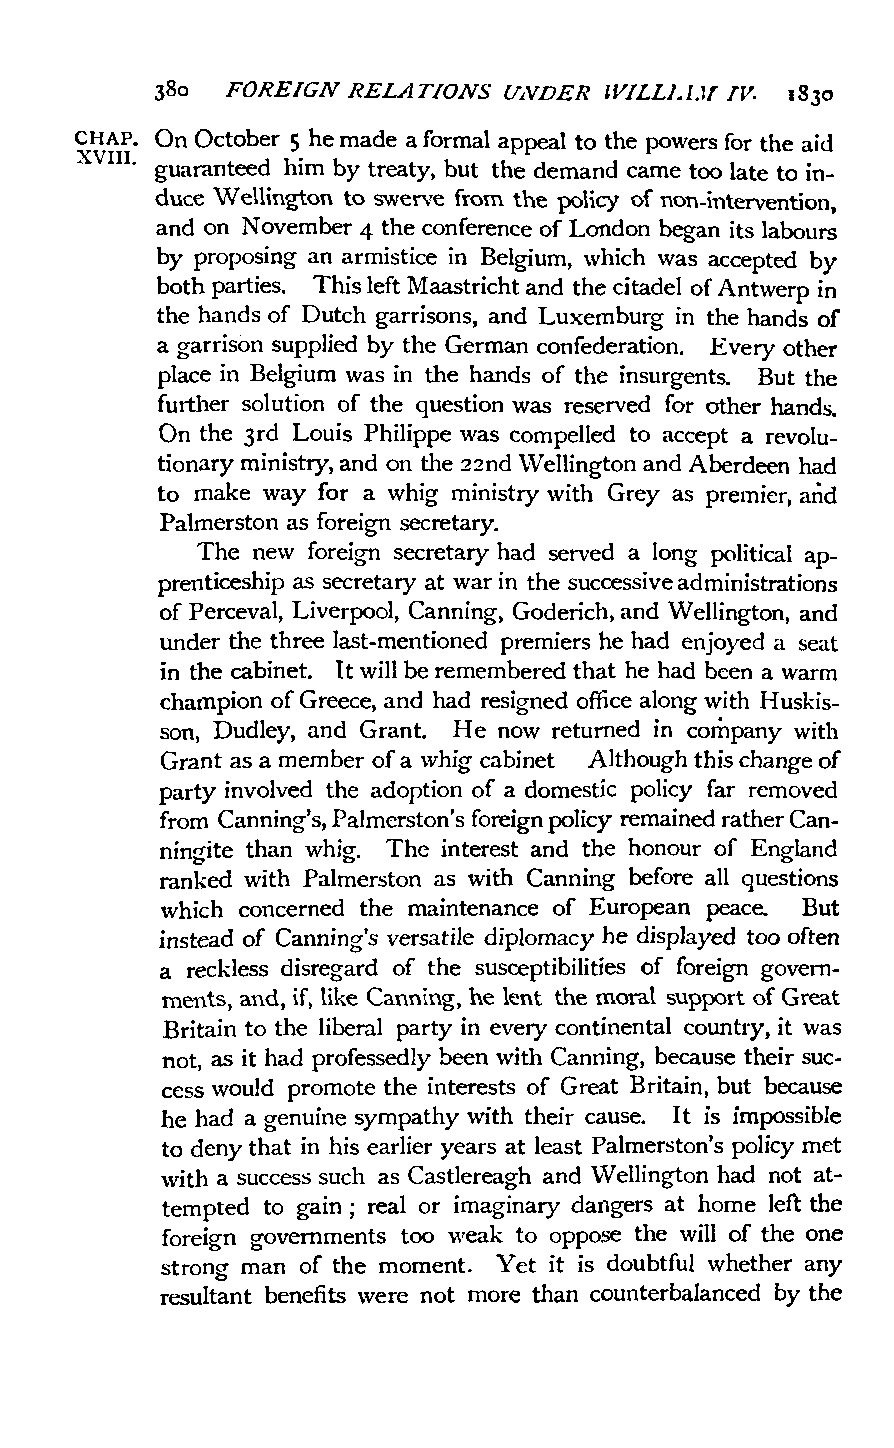 380 FOREIGN RELATIONS UNDER WILLIAM IV. 1830
CHAP. XVIII.
On October 5 he made a formal appeal to the powers for the aid
guaranteed him by treaty, but the demand came too late to in-
duce Wellington to swerve from the policy of non-intervention,
and on November 4 the conference of London began its labours
by proposing an armistice in Belgium, which was accepted by
both parties. This left Maastricht and the citadel of Antwerp in
the hands of Dutch garrisons, and Luxemburg in the hands of
a garrison supplied by the German confederation. Every other
place in Belgium was in the hands of the insurgents. But the
further solution of the question was reserved for other hands.
On the 3rd Louis Philippe was compelled to accept a revolu-
tionary ministry, and on the 22nd Wellington and Aberdeen had
to make way for a whig ministry with Grey as premier, and
Palmerston as foreign secretary.
The new foreign secretary had served a long political ap-
prenticeship as secretary at war in the successive administrations
of Perceval, Liverpool, Canning, Goderich, and Wellington, and
under the three last-mentioned premiers he had enjoyed a seat
in the cabinet. It will be remembered that he had been a warm
champion of Greece, and had resigned office along with Huskis-
son, Dudley, and Grant. He now returned in company with
Grant as a member of a whig cabinet Although this change of
party involved the adoption of a domestic policy far removed
from Canning's, Palmerston's foreign policy remained rather Can-
ningite than whig. The interest and the honour of England
ranked with Palmerston as with Canning before all questions
which concerned the maintenance of European peace. But
instead of Canning's versatile diplomacy he displayed too often
a reckless disregard of the susceptibilities of foreign govern-
ments, and, if, like Canning, he lent the moral support of Great
Britain to the liberal party in every continental country, it was
not, as it had professedly been with Canning, because their suc-
cess would promote the interests of Great Britain, but because
he had a genuine sympathy with their cause. It is impossible
to deny that in his earlier years at least Palmerston's policy met
with a success such as Castlereagh and Wellington had not at-
tempted to gain ; real or imaginary dangers at home left the
foreign governments too weak to oppose the will of the one
strong man of the moment. Yet it is doubtful whether any
resultant benefits were not more than counterbalanced by the